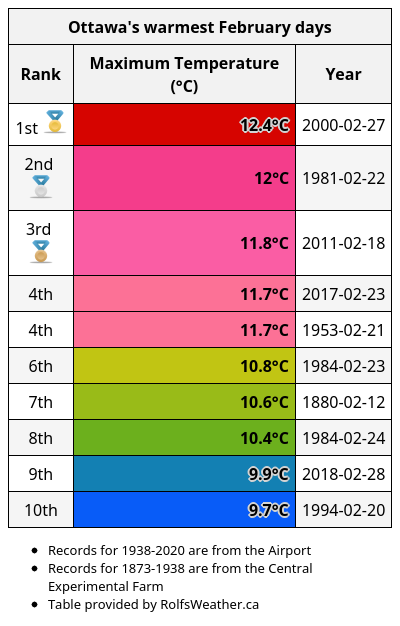 Ottawa's warmest February days
Rank Maximum Temperature (°C) Year
1st 12.4°C 2000-02-27
2nd 12°C 1981-02-22
3rd 11.8°C 2011-02-18
4th 11.7°C 2017-02-23
4th 11.7°C 1953-02-21
6th 10.8°C 1984-02-23
7th 10.6°C 1880-02-12
8th 10.4°C 1984-02-24
9th 9.9°C 2018-02-28
10th 9.7°C 1994-02-20
• Records for 1938-2020 are from the Airport
• Records for 1873-1938 are from the Central
Experimental Farm
• Table provided by RolfsWeather.ca